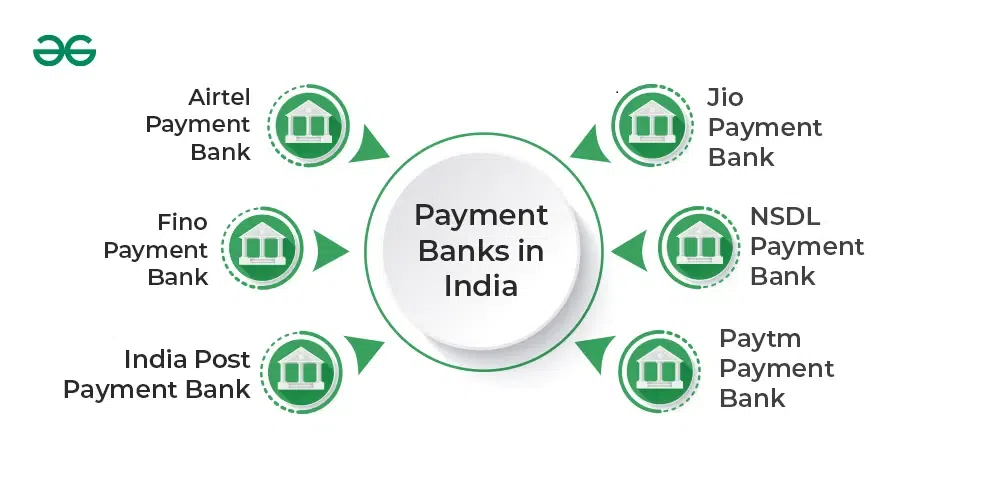 Airtel
Payment
Bank
Fino
Payment
Bank
India Post
Payment Bank
Payment
Banks in
India
Jio
Payment
Bank
NSDL
Payment
Bank
Paytm
Payment
Bank